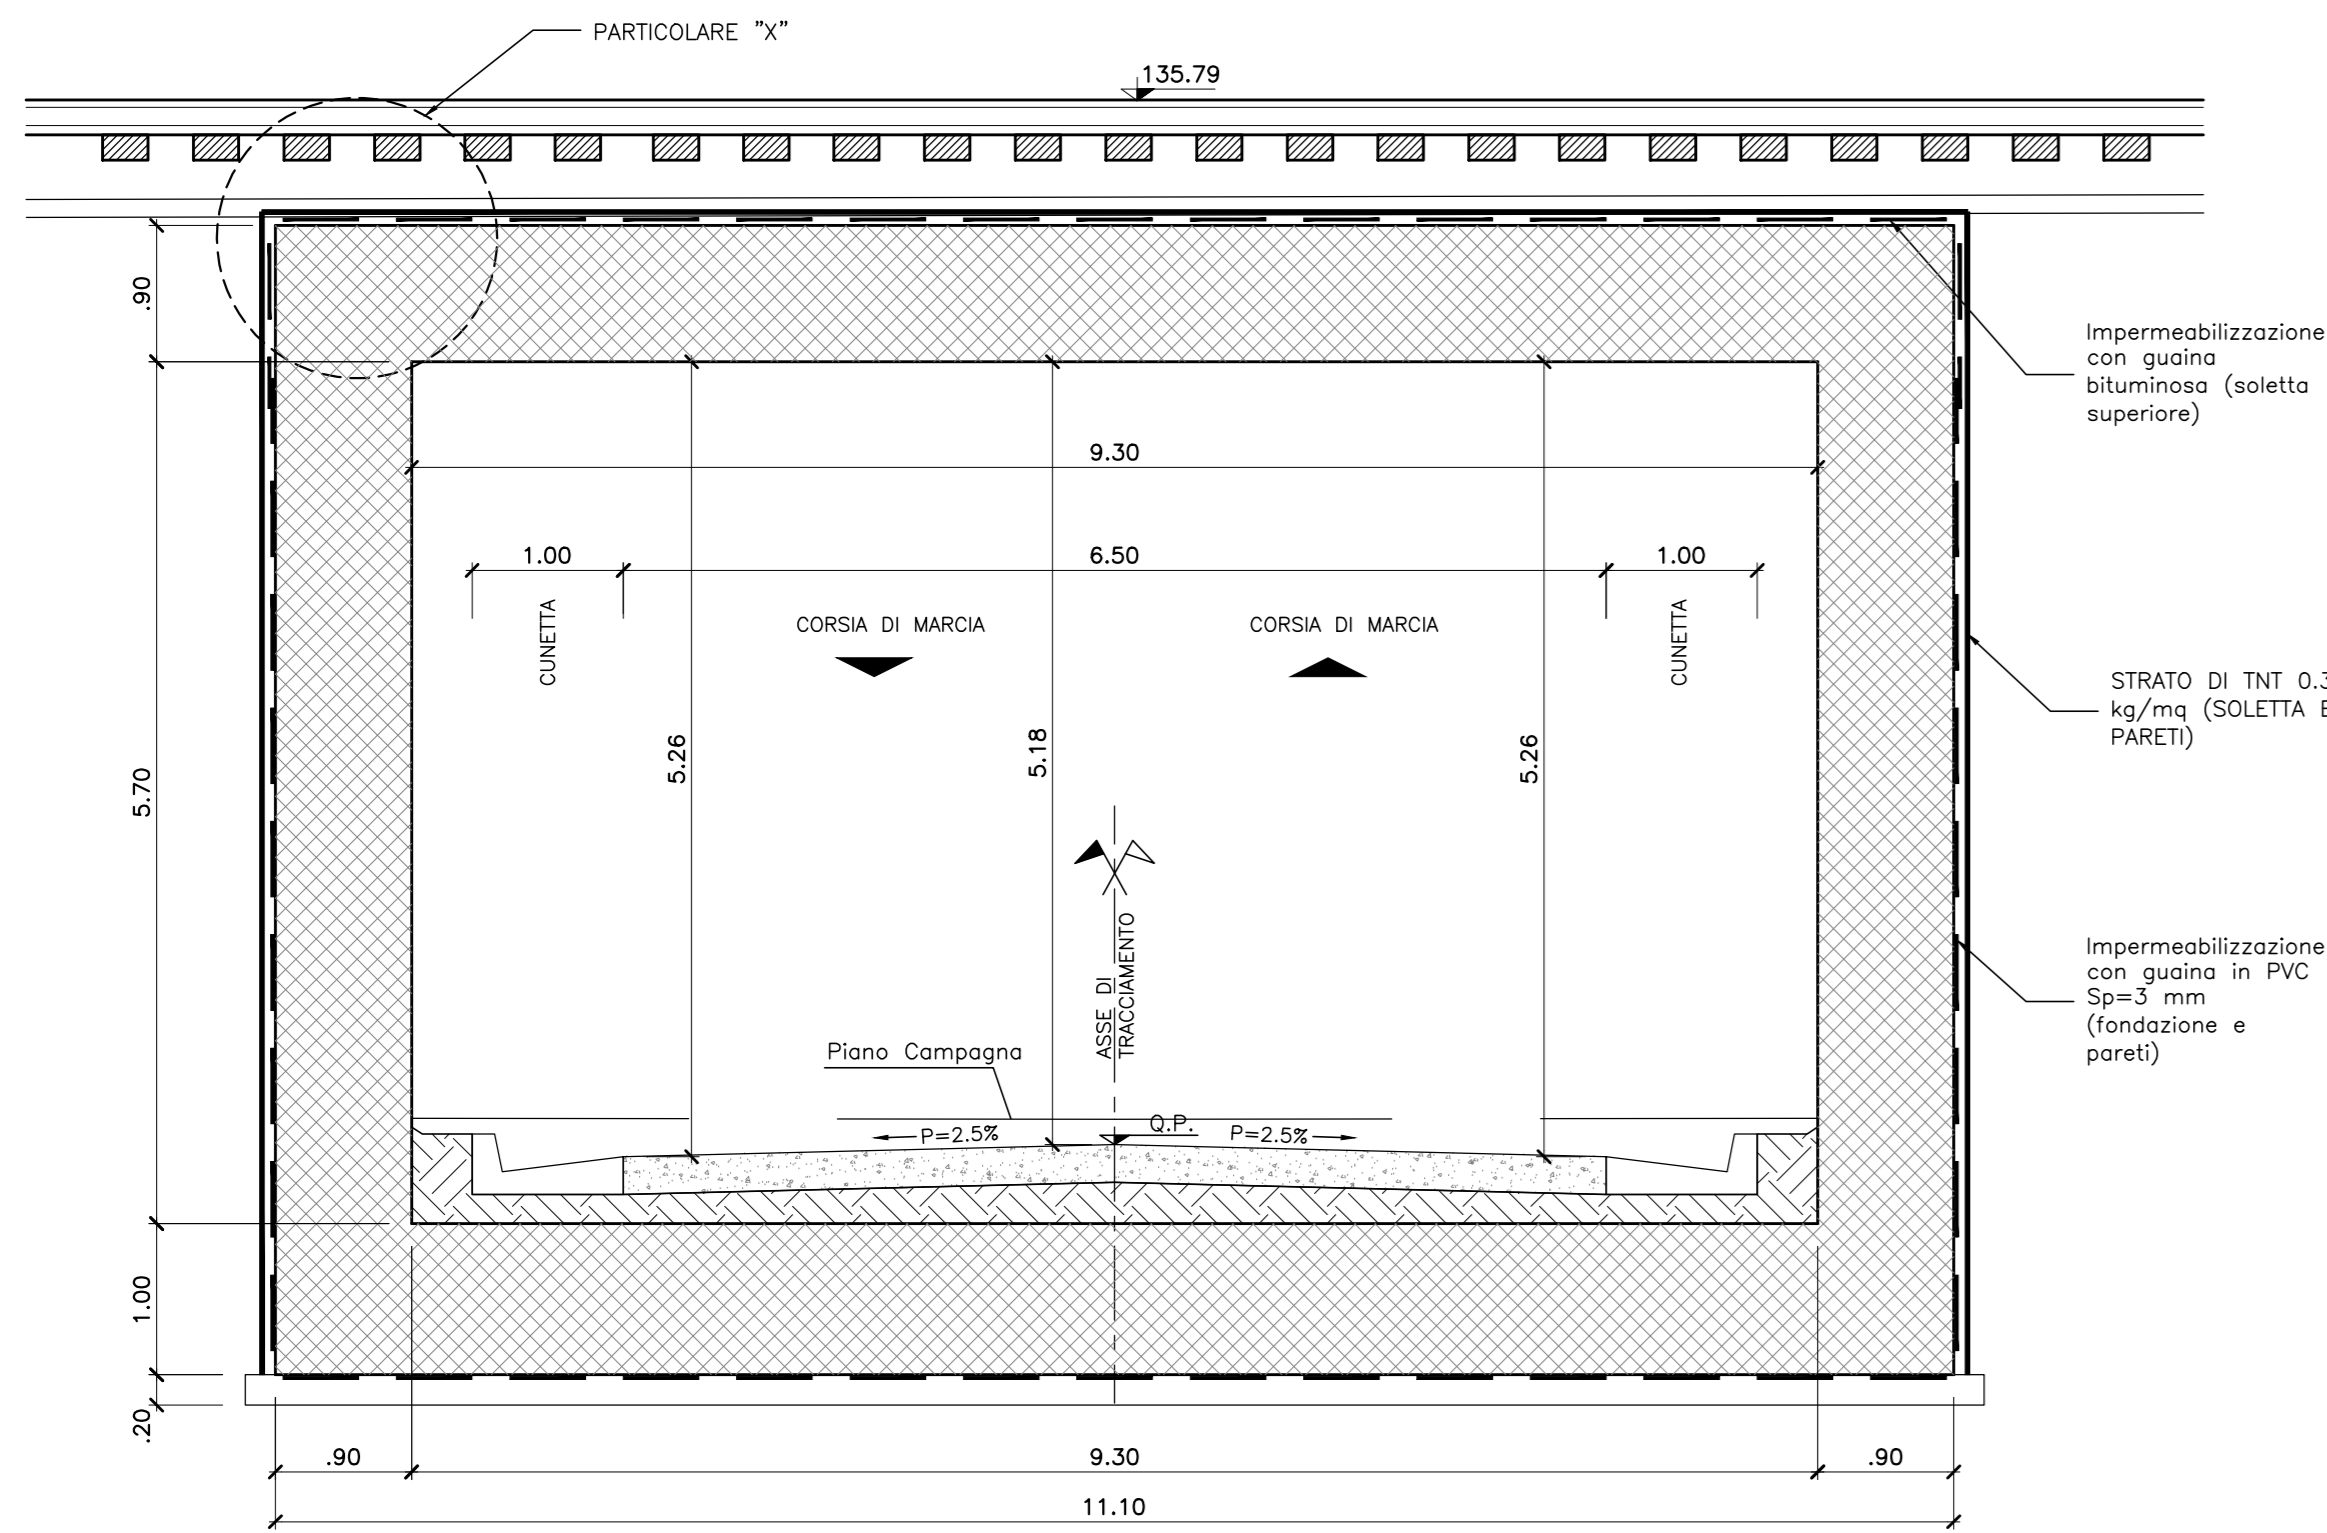 PARTICOLARE "X"
135.79
.90
Impermeabilizzazione
con guaina
bituminosa (soletta
superiore)
9.30
1.00
6.50
1.00
CUNETTA
CORSIA DI MARCIA
CORSIA DI MARCIA
CUNETTA
STRATO DI TNT 0.3
kg/mq (SOLETTA E
PARETI)
5.26
5.18
5.26
5.70
ASSE DI
TRACCIAMENTO
Impermeabilizzazione
con guaina in PVC
Sp=3 mm
(fondazione e
pareti)
Piano Campagna
Q.P.
P=2.5%
P=2.5%
1.00
.20
.90
9.30
.90
11.10